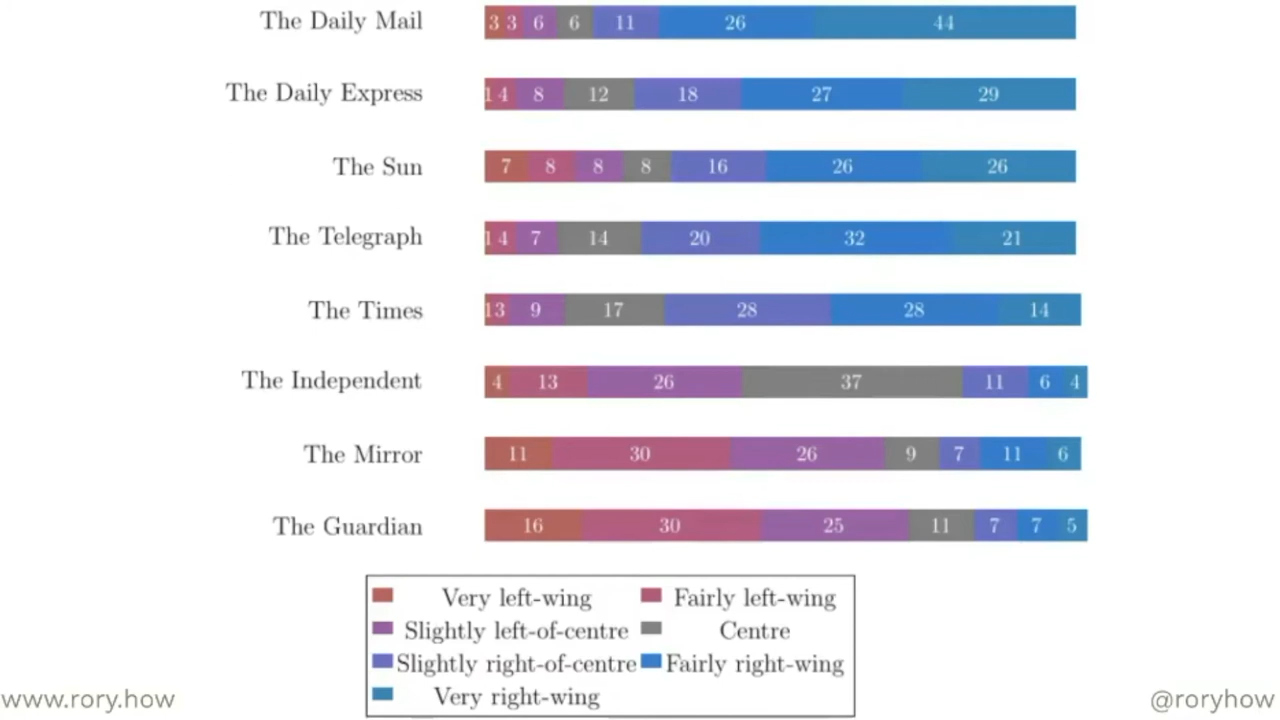 The Daily Mail 3 3 6 6 11 26 44
The Daily Express 1 4 8 12 18 27 29
The Sun 7 8 8 8 16 26 26
The Telegraph 1 4 7 14 20 32 21
The Times 1 3 9 17 28 28 14
The Independent 4 13 26 37 11 6 4
The Mirror 11 30 26 9 7 11 6
The Guardian 16 30 25 11 7 7 5
Very left-wing Fairly left-wing
Slightly left-of-centre Centre
Slightly right-of-centre Fairly right-wing
Very right-wing
www.rory.how @roryhow